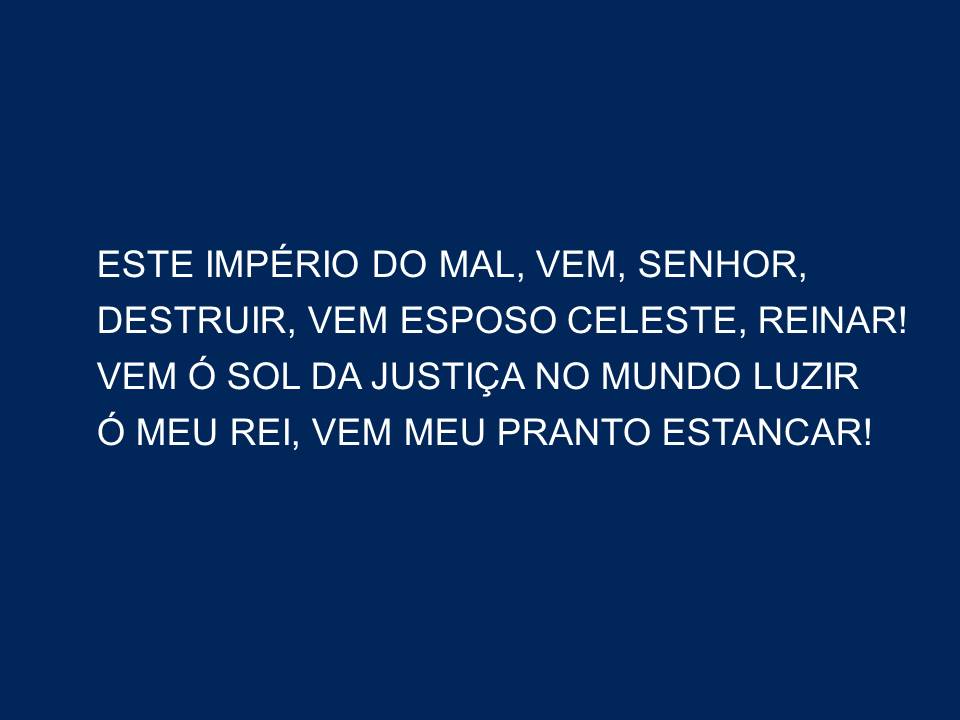 ESTE IMPÉRIO DO MAL, VEM, SENHOR,
DESTRUIR, VEM ESPOSO CELESTE, REINAR!
VEM Ó SOL DA JUSTIÇA NO MUNDO LUZIR
Ó MEU REI, VEM MEU PRANTO ESTANCAR!